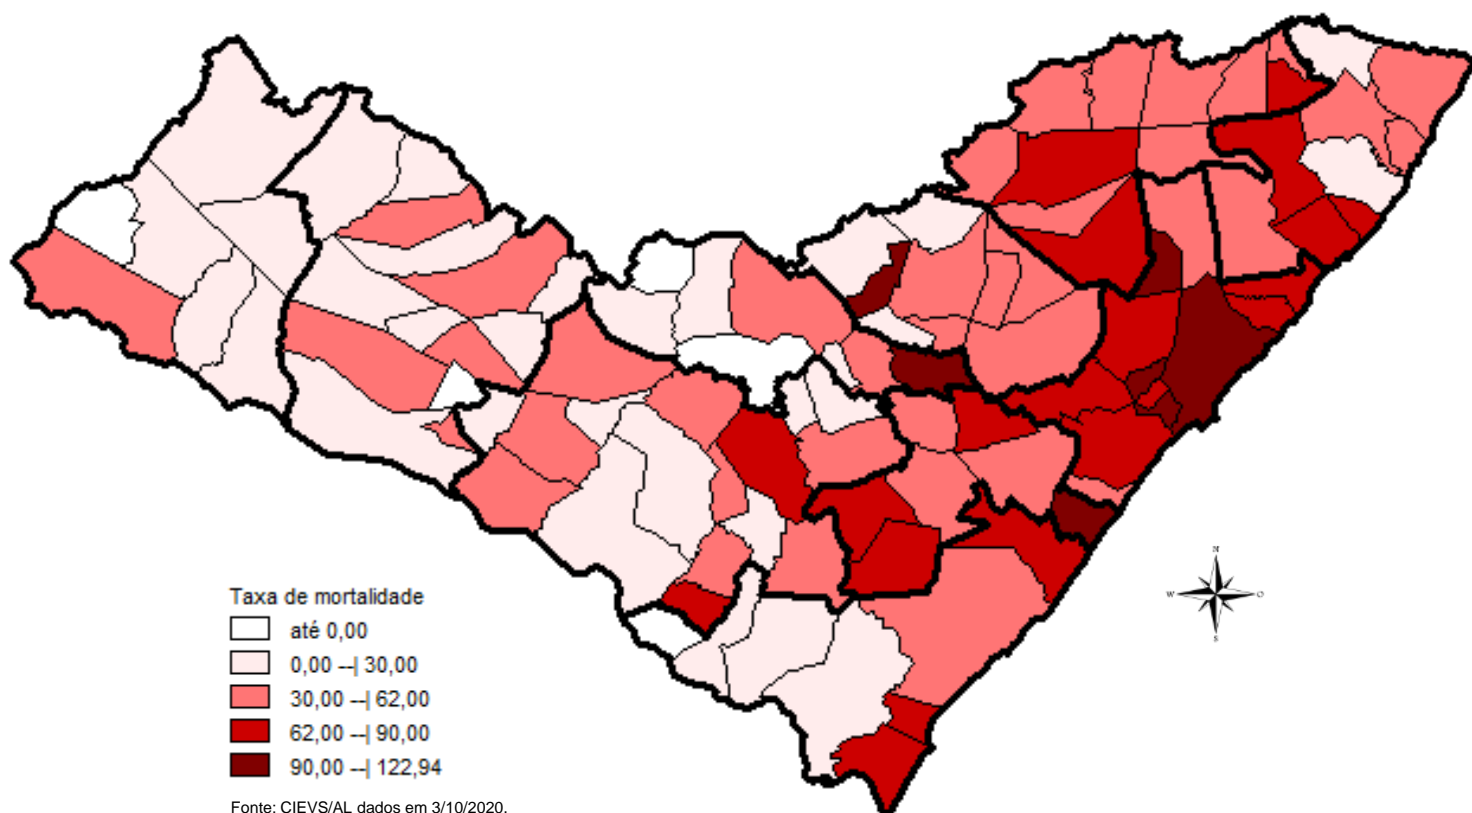 N
W
O
S
Taxa de mortalidade
até 0,00
0,00 --| 30,00
30,00 --| 62,00
62,00 --| 90,00
90,00 --| 122,94
Fonte: CIEVS/AL dados em 3/10/2020.